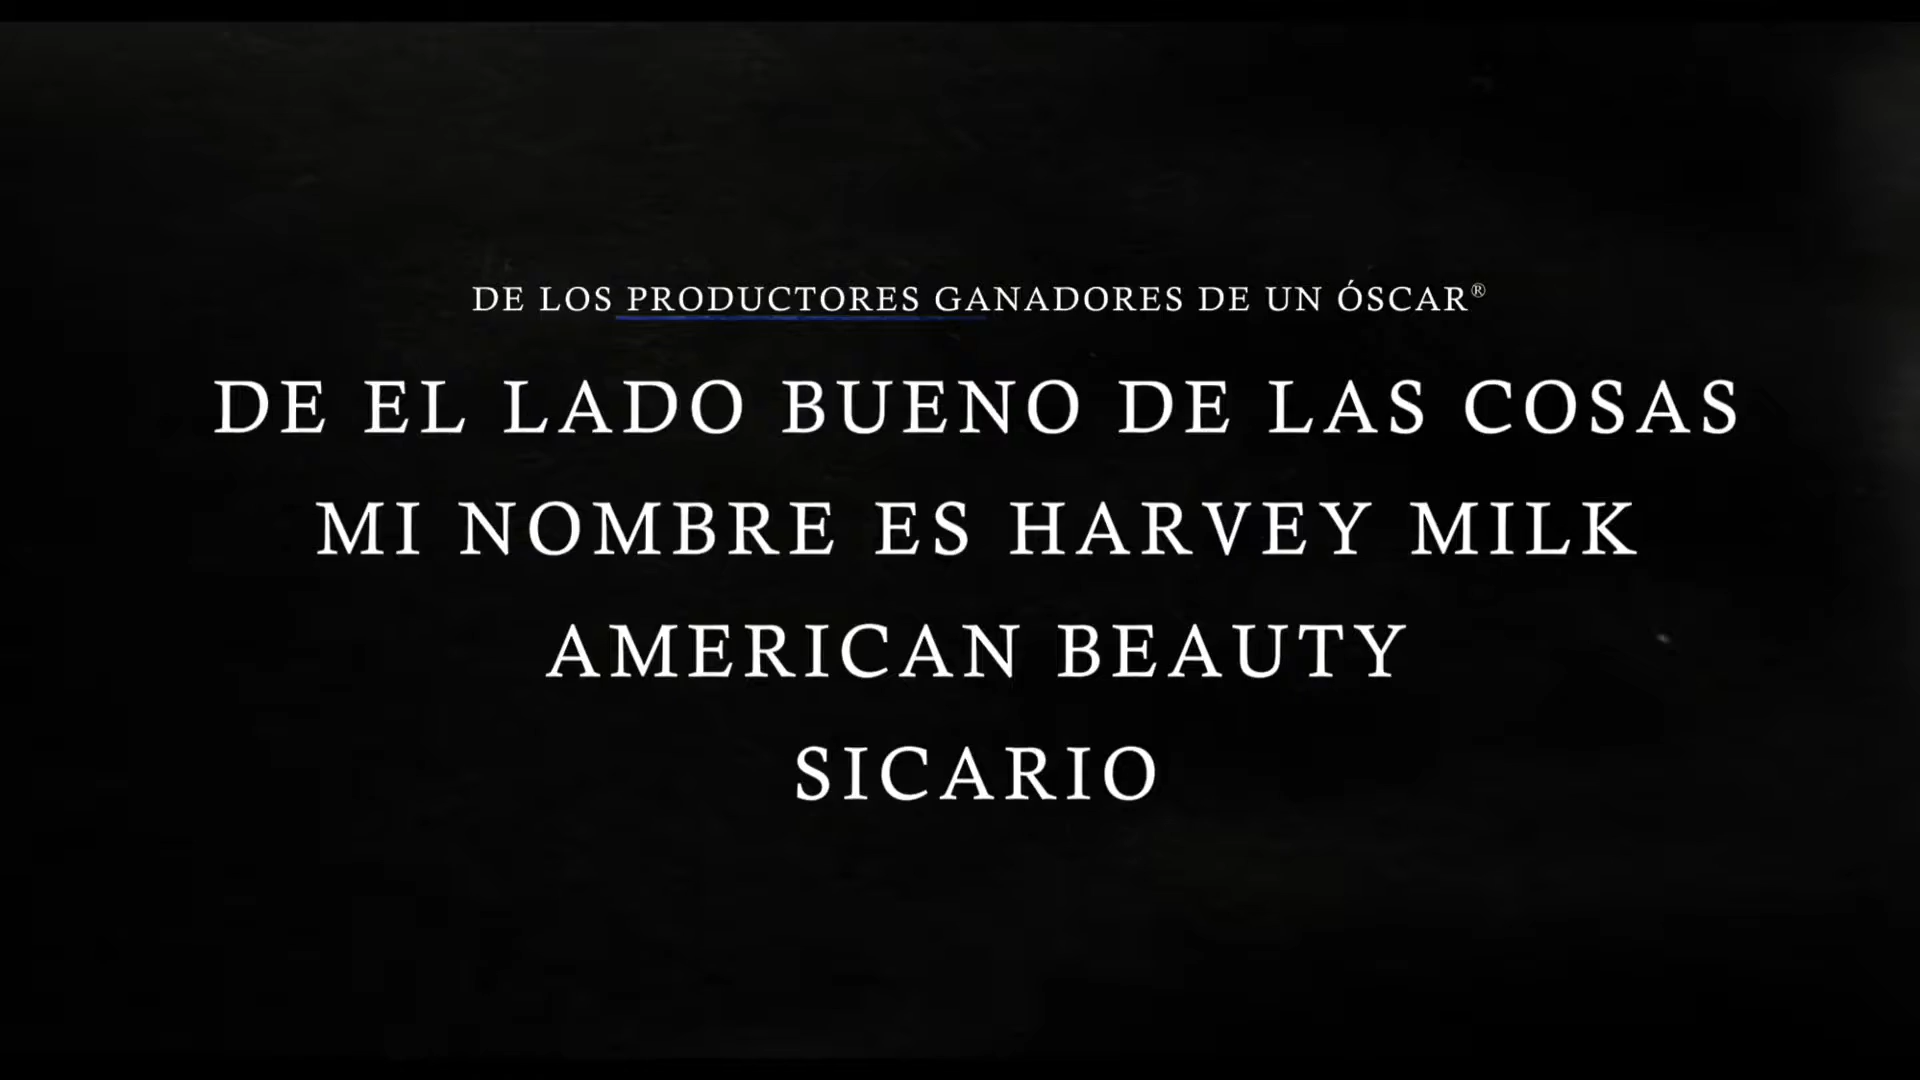 DE LOS PRODUCTORES GANADORES DE UN ÓSCAR®
DE EL LADO BUENO DE LAS COSAS
MI NOMBRE ES HARVEY MILK
AMERICAN BEAUTY
SICARIO